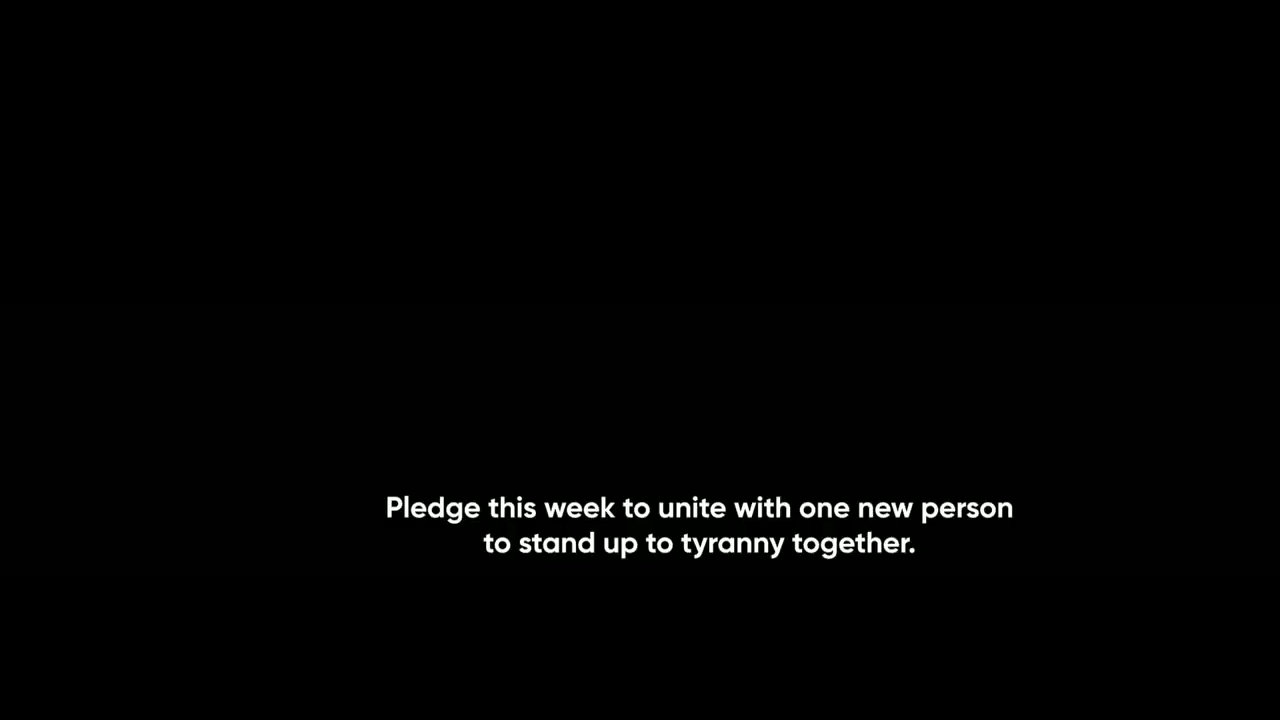 Pledge this week to unite with one new person
to stand up to tyranny together.